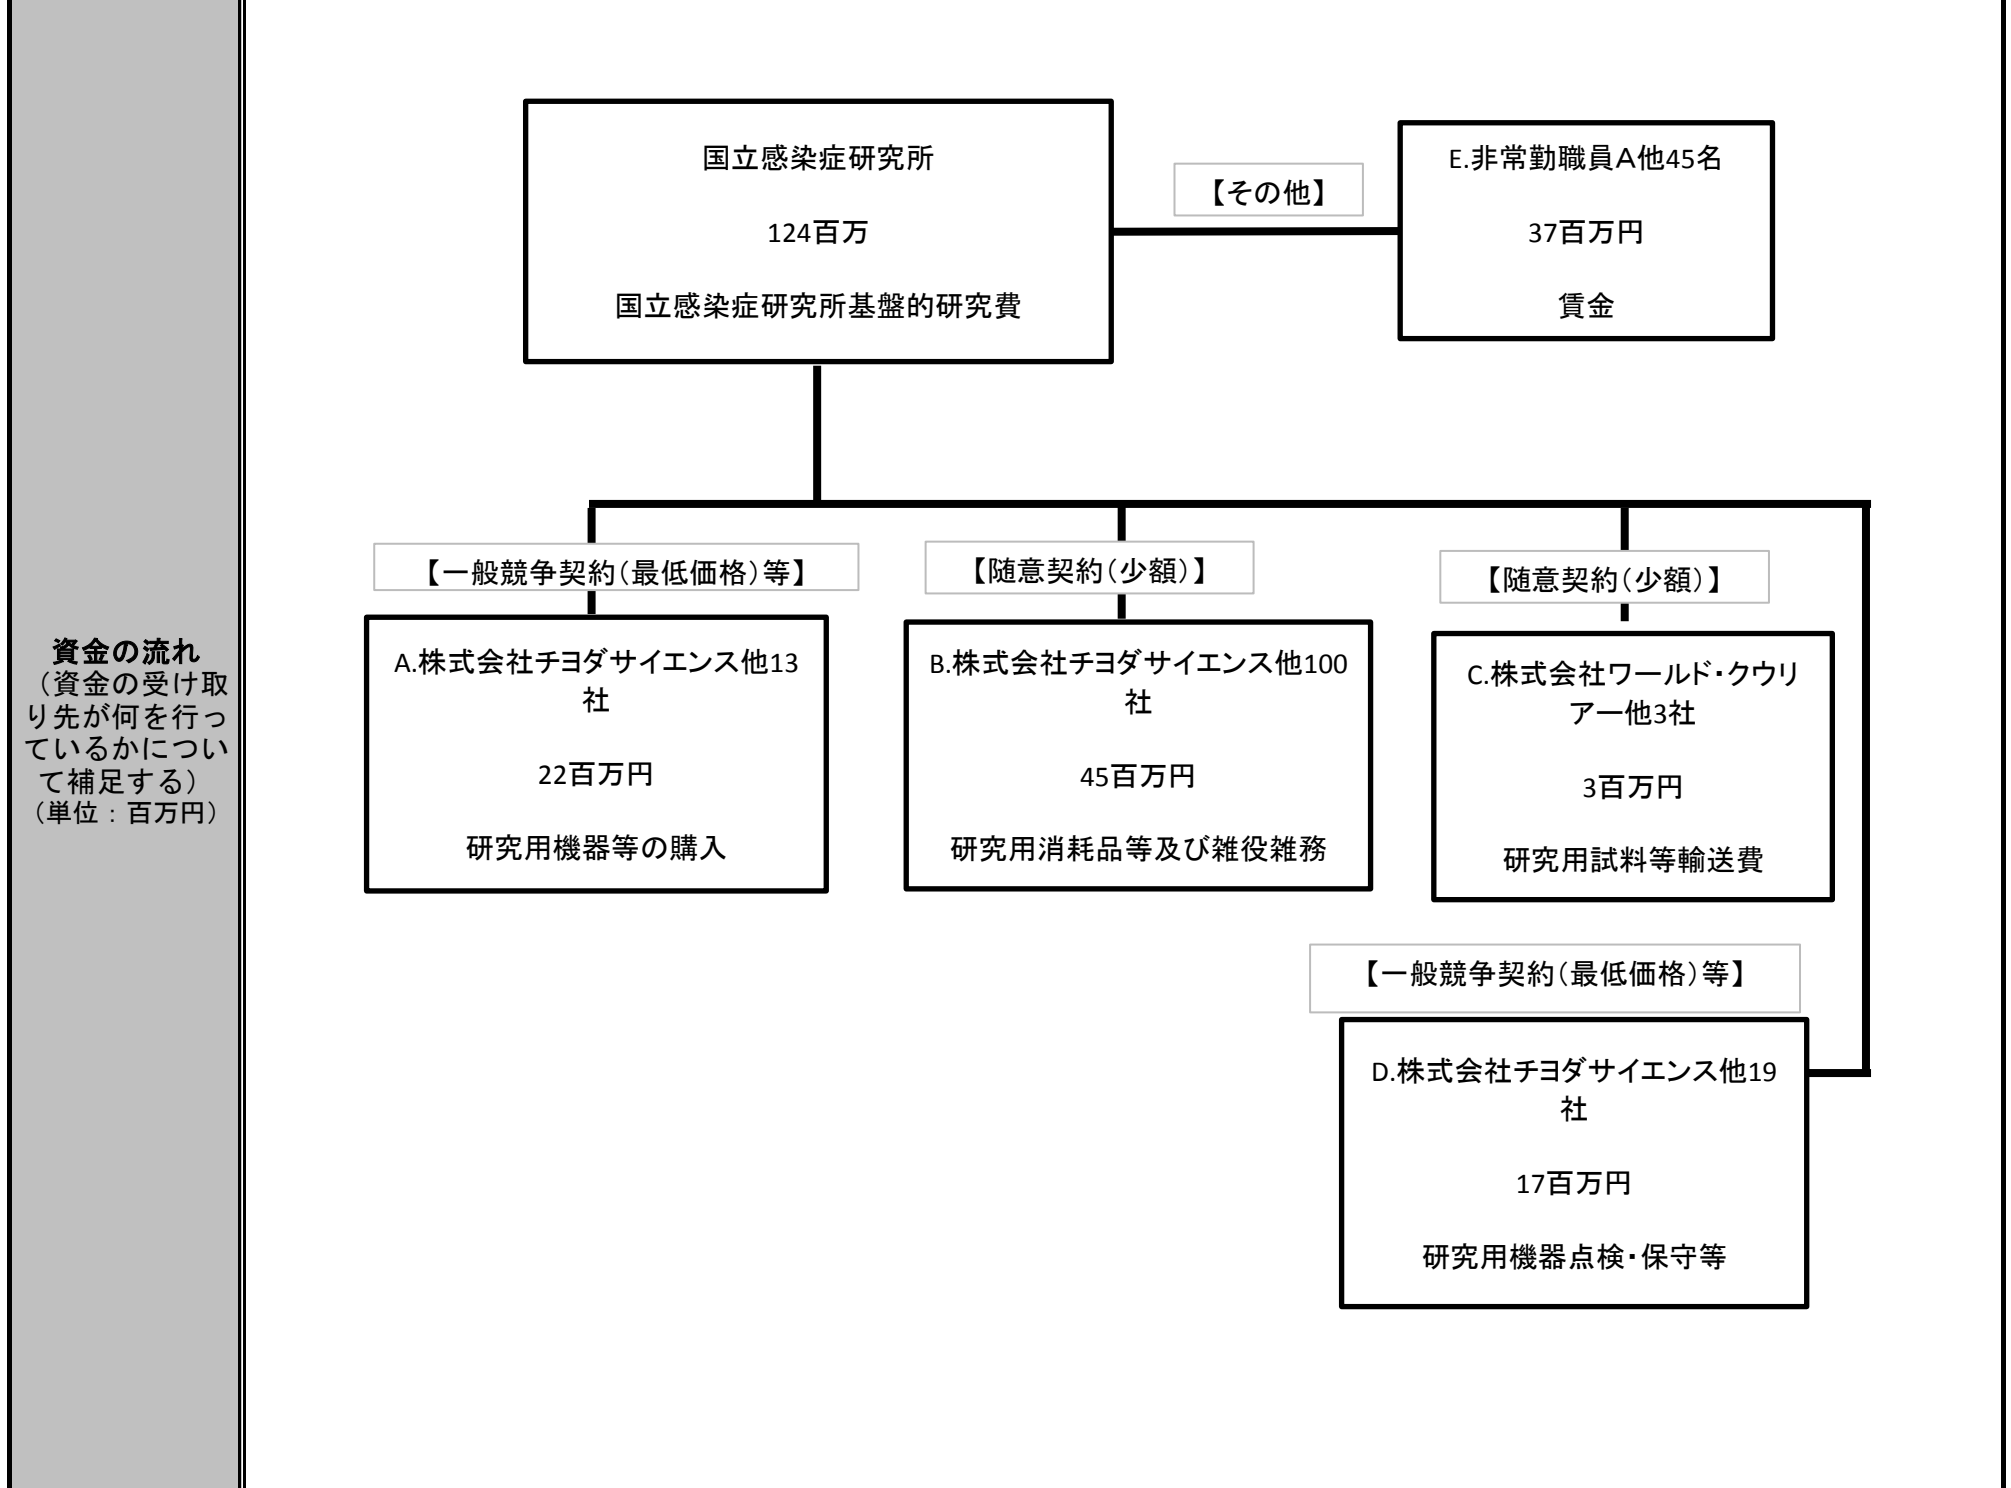 資金の流れ
（資金の受け取
り先が何を行っ
ているかについ
て補足する）
（単位：百万円）
国立感染症研究所
124百万
国立感染症研究所基盤的研究費
【その他】
E.非常勤職員A他45名
37百万円
賃金
【一般競争契約（最低価格）等】
A.株式会社チヨダサイエンス他13
社
22百万円
研究用機器等の購入
【随意契約（少額）】
B.株式会社チヨダサイエンス他100
社
45百万円
研究用消耗品等及び雑役雑務
【随意契約（少額）】
C.株式会社ワールド・クウリ
アー他3社
3百万円
研究用試料等輸送費
【一般競争契約（最低価格）等】
D.株式会社チヨダサイエンス他19
社
17百万円
研究用機器点検・保守等